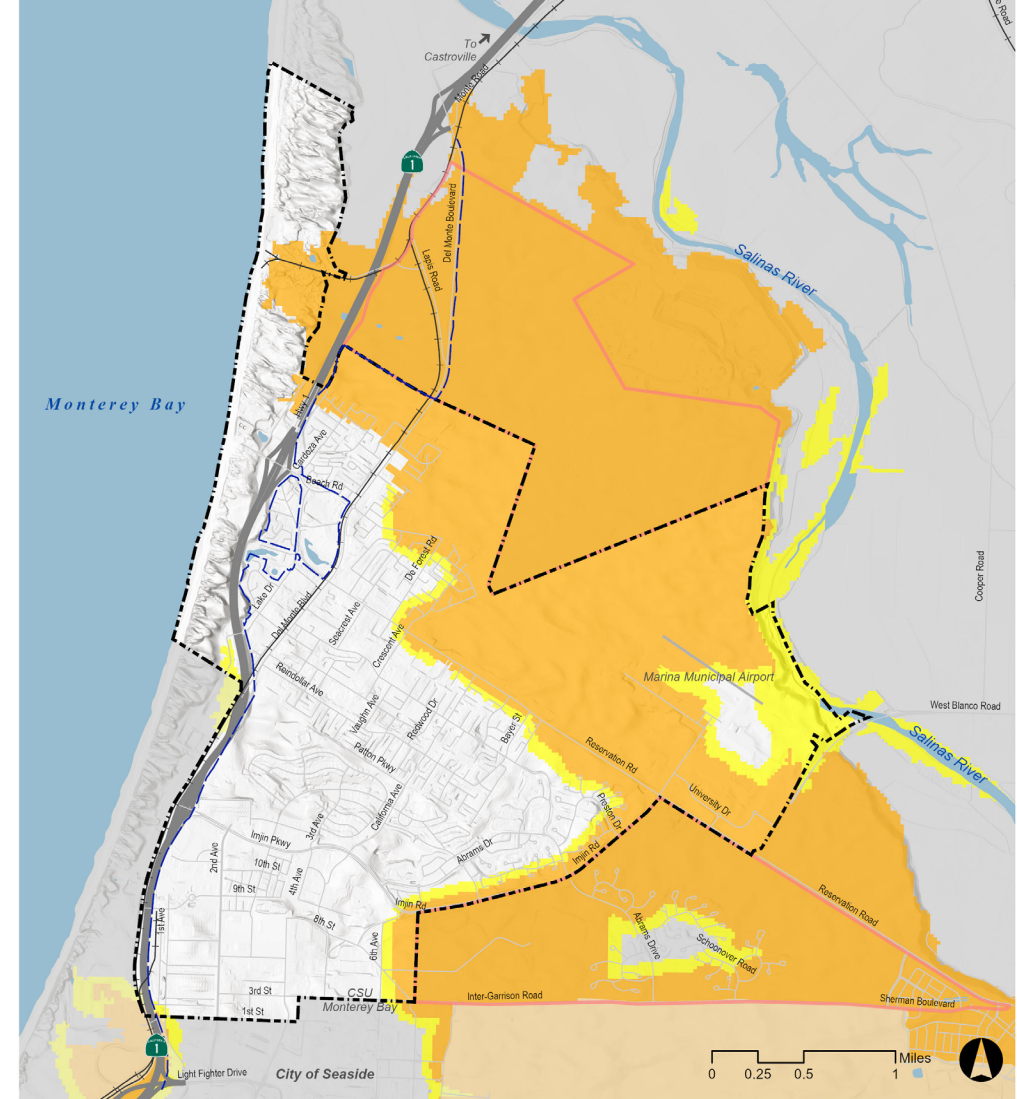 To
Castroville
Monte Road
e Road
1
Del Monte Boulevard
Lapis Road
Salinas River
Monterey Bay
Hwy 1
Cardoza Ave
Beach Rd
De Forest Rd
Cooper Road
Lake Dr
Del Monte Blvd
Seacrest Ave
Crescent Ave
Reindollar Ave
Marina Municipal Airport
Vaughn Ave
Redwood Dr
Bayer St
West Blanco Road
Salinas River
Patton Pkwy
Reservation Rd
California Ave
University Dr
Preston Dr
3rd Ave
Imjin Pkwy
2nd Ave
10th St
Abrams Dr
Imjin Rd
4th Ave
9th St
Imjin Rd
8th St
1st Ave
6th Ave
Abrams Drive
Schoonover Road
Reservation Road
3rd St
CSU
Monterey Bay
1st St
Inter-Garrison Road
Sherman Boulevard
1
Light Fighter Drive
City of Seaside
Miles
0 0.25 0.5 1